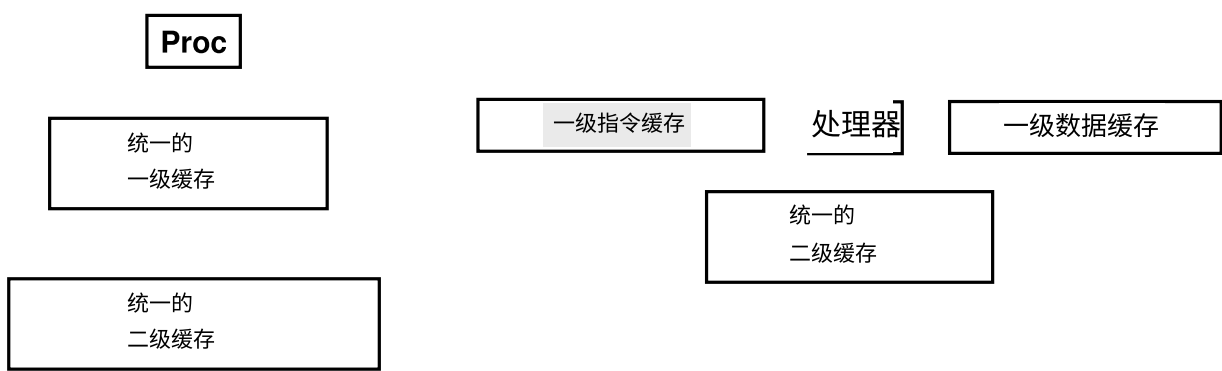 Proc
统一的
一级缓存
统一的
二级缓存
一级指令缓存
处理器
一级数据缓存
统一的
二级缓存